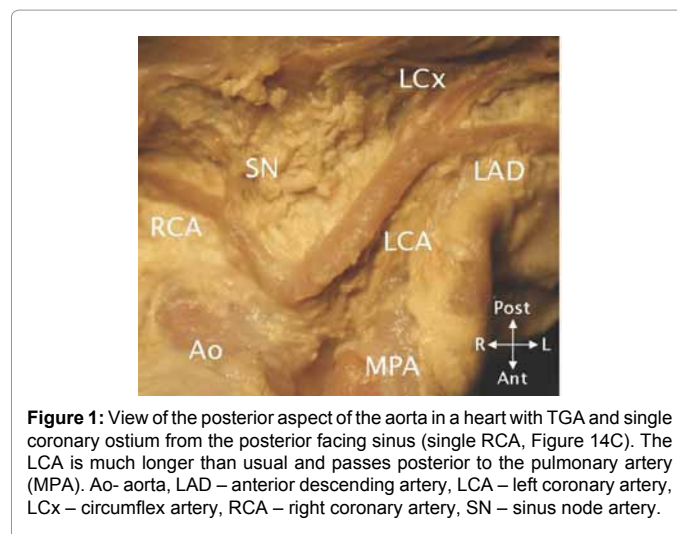 LCx
SN
LAD
RCA
LCA
Post
R L
Ao
MPA
Ant
Figure 1: View of the posterior aspect of the aorta in a heart with TGA and single
coronary ostium from the posterior facing sinus (single RCA, Figure 14C). The
LCA is much longer than usual and passes posterior to the pulmonary artery
(MPA). Ao- aorta, LAD – anterior descending artery, LCA – left coronary artery,
LCx – circumflex artery, RCA – right coronary artery, SN – sinus node artery.